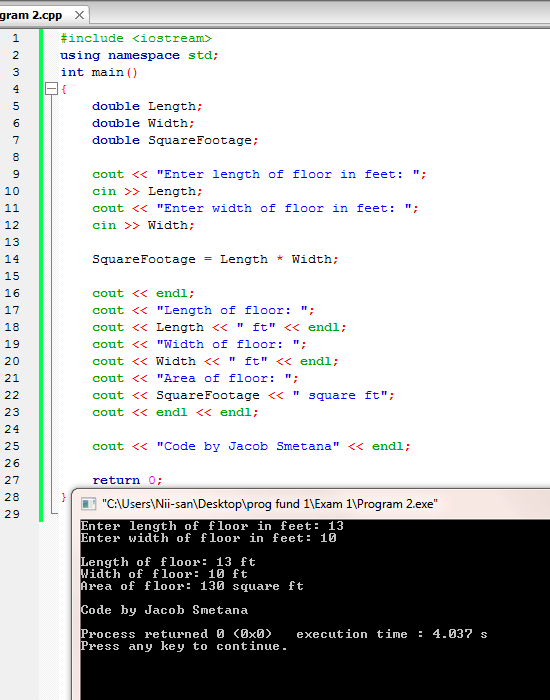 gram 2.cpp
1 #include <iostream>
2 using namespace std;
3 int main()
4 {
5 double Length;
6 double Width;
7 double SquareFootage;
8
9 cout << "Enter length of floor in feet: ";
10 cin >> Length;
11 cout << "Enter width of floor in feet: ";
12 cin >> Width;
13
14 SquareFootage = Length * Width;
15
16 cout << endl;
17 cout << "Length of floor: ";
18 cout << Length << " ft" << endl;
19 cout << "Width of floor: ";
20 cout << Width << " ft" << endl;
21 cout << "Area of floor: ";
22 cout << SquareFootage << " square ft";
23 cout << endl << endl;
24
25 cout << "Code by Jacob Smetana" << endl;
26
27 return 0;
28 }
29
"C:\Users\Nii-san\Desktop\prog fund 1\Exam 1\Program 2.exe"
Enter length of floor in feet: 13
Enter width of floor in feet: 10
Length of floor: 13 ft
Width of floor: 10 ft
Area of floor: 130 square ft
Code by Jacob Smetana
Process returned 0 (0x0) execution time : 4.037 s
Press any key to continue.